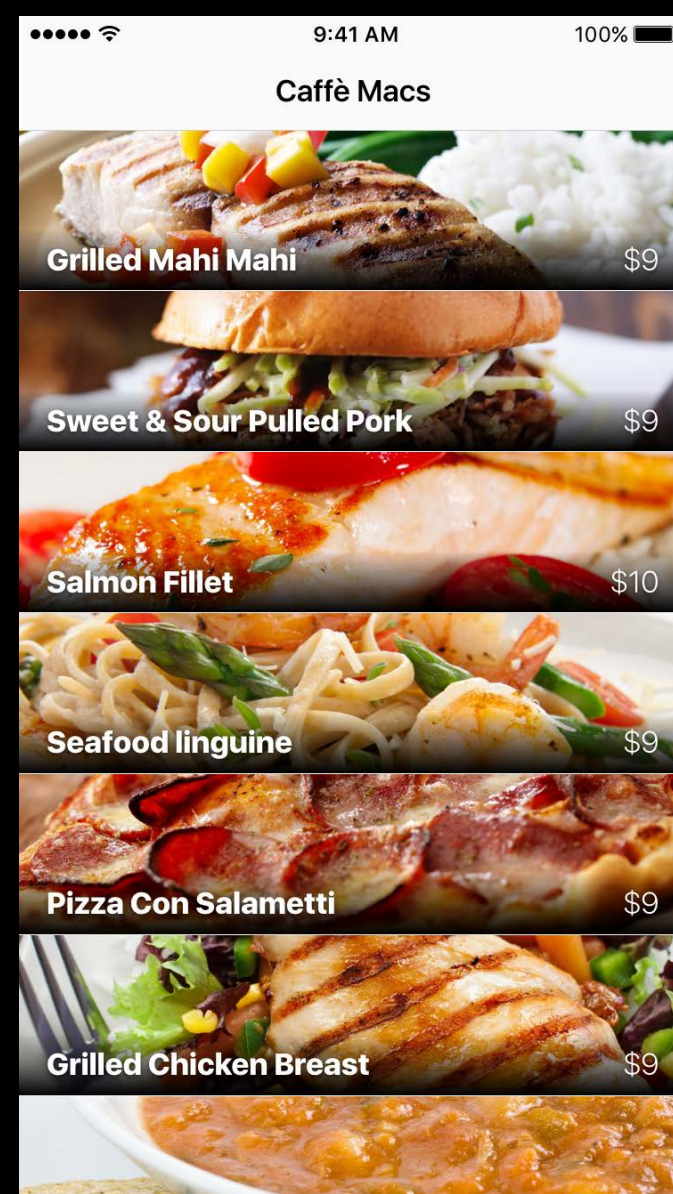 9:41 AM 100%
Caffè Macs
Grilled Mahi Mahi $9
Sweet & Sour Pulled Pork $9
Salmon Fillet $10
Seafood linguine $9
Pizza Con Salametti $9
Grilled Chicken Breast $9